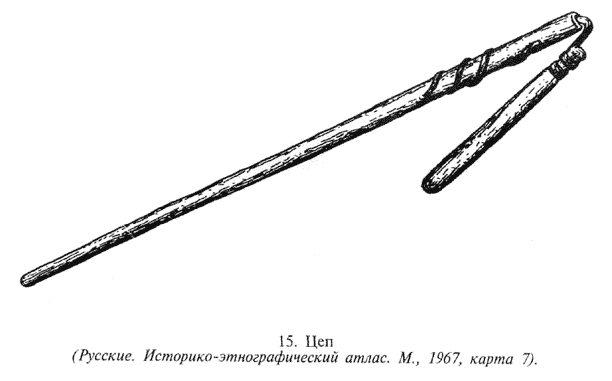 15. Цеп
(Русские. Историко-этнографический атлас. М., 1967, карта 7).